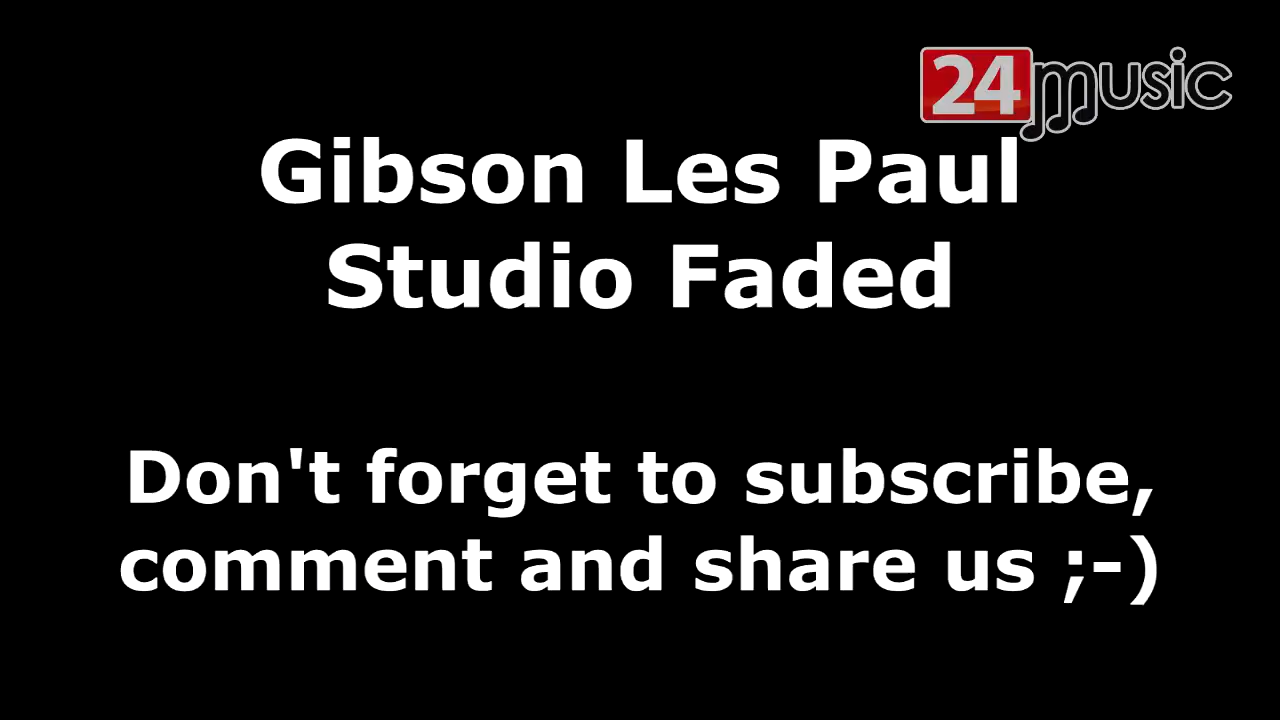 24music
Gibson Les Paul
Studio Faded
Don't forget to subscribe,
comment and share us ;-)